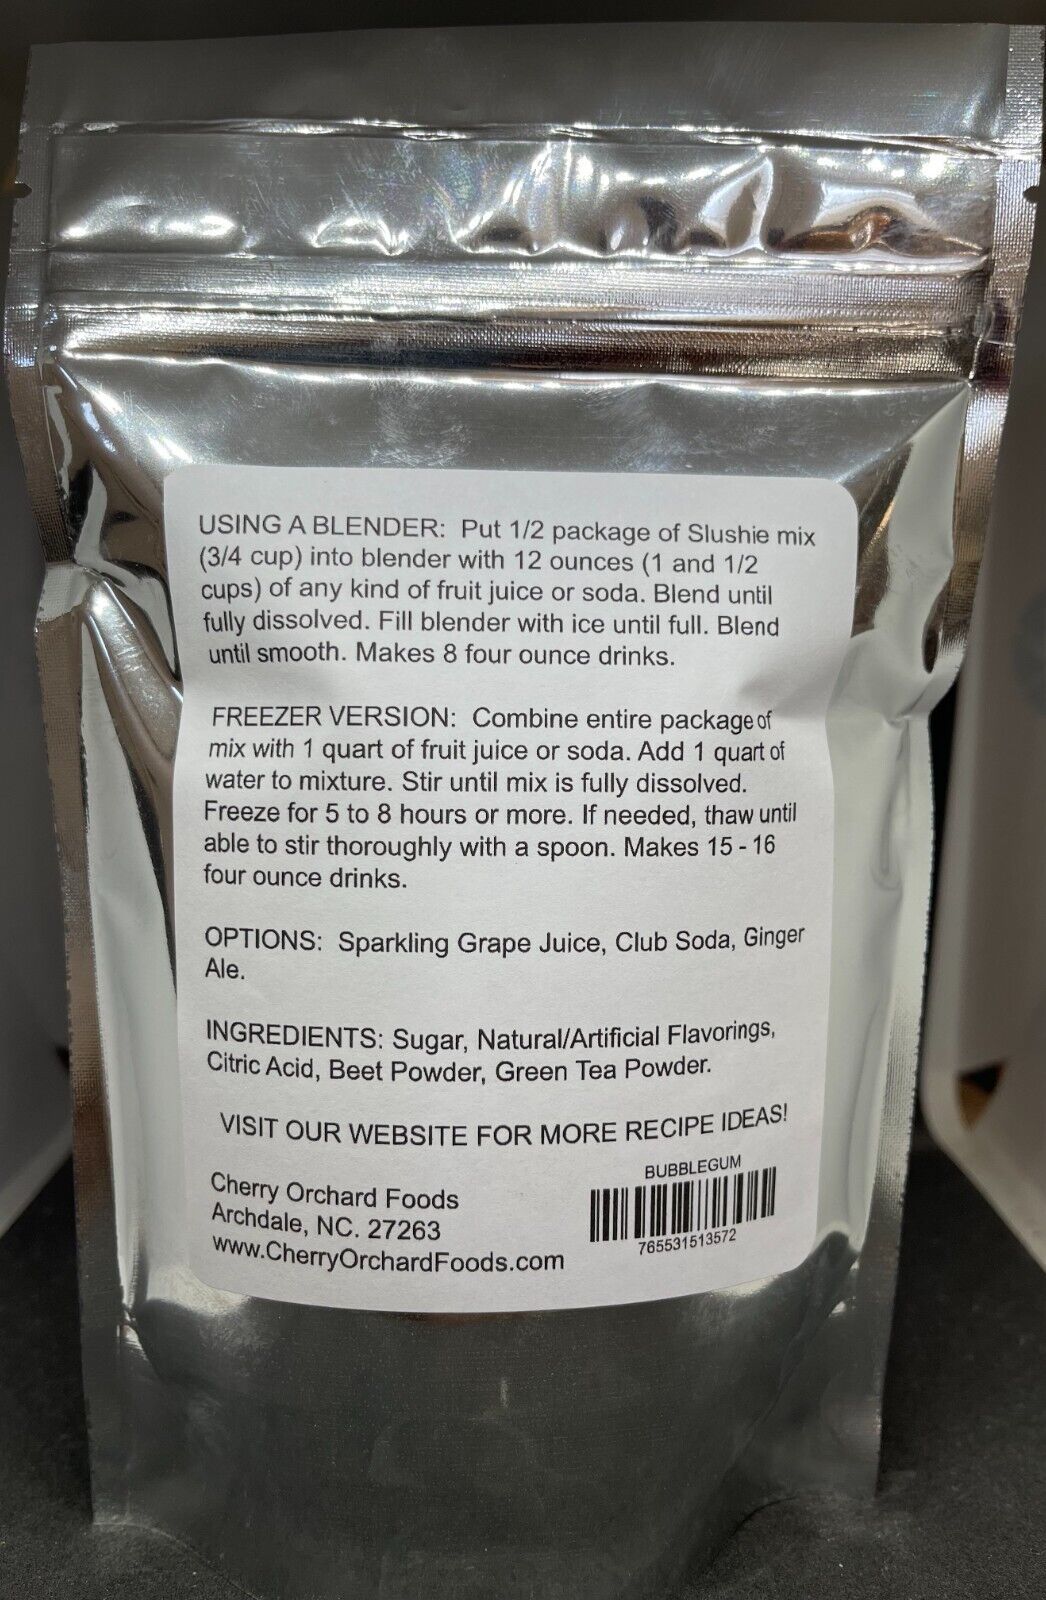 USING A BLENDER: Put 1/2 package of Slushie mix
(3/4 cup) into blender with 12 ounces (1 and 1/2
cups) of any kind of fruit juice or soda. Blend until
fully dissolved. Fill blender with ice until full. Blend
until smooth. Makes 8 four ounce drinks.
FREEZER VERSION: Combine entire package of
mix with 1 quart of fruit juice or soda. Add 1 quart of
water to mixture. Stir until mix is fully dissolved.
Freeze for 5 to 8 hours or more. If needed, thaw until
able to stir thoroughly with a spoon. Makes 15 - 16
four ounce drinks.
OPTIONS: Sparkling Grape Juice, Club Soda, Ginger
Ale.
INGREDIENTS: Sugar, Natural/Artificial Flavorings,
Citric Acid, Beet Powder, Green Tea Powder.
VISIT OUR WEBSITE FOR MORE RECIPE IDEAS!
Cherry Orchard Foods
Archdale, NC. 27263
www.CherryOrchardFoods.com
BUBBLEGUM
765531513572